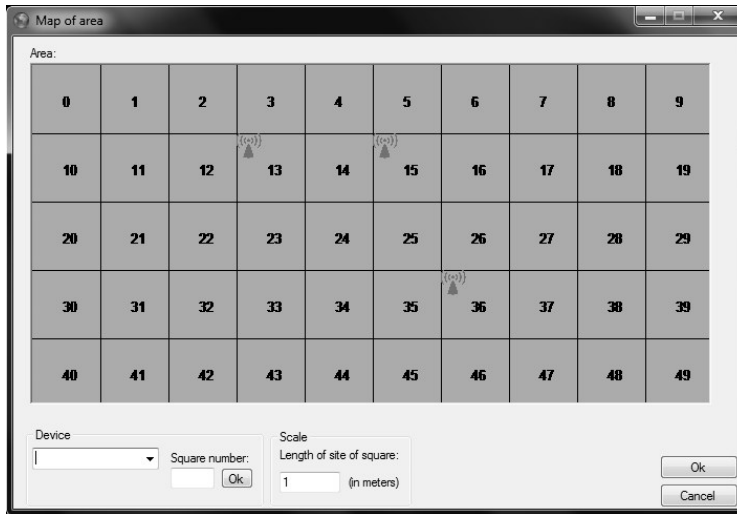 Map of area
Area:
0 1 2 3 4 5 6 7 8 9
10 11 12 13 14 15 16 17 18 19
20 21 22 23 24 25 26 27 28 29
30 31 32 33 34 35 36 37 38 39
40 41 42 43 44 45 46 47 48 49
Device
Square number:
Ok
Scale
Length of site of square:
1 (in meters)
Ok
Cancel